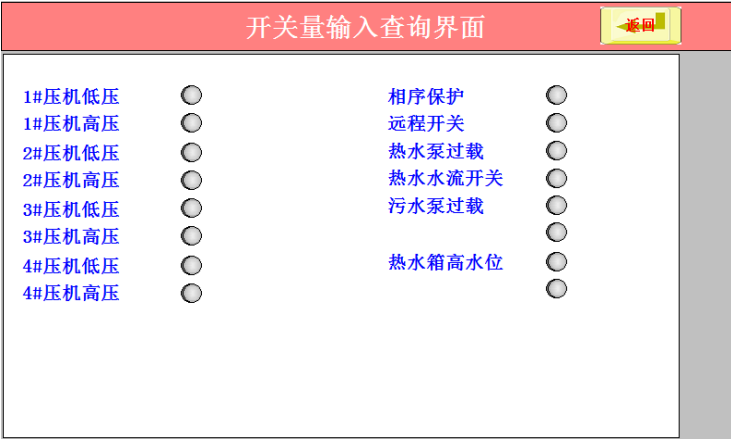 开关量输入查询界面
返回
1#压机低压
1#压机高压
2#压机低压
2#压机高压
3#压机低压
3#压机高压
4#压机低压
4#压机高压
相序保护
远程开关
热水泵过载
热水水流开关
污水泵过载
热水箱高水位